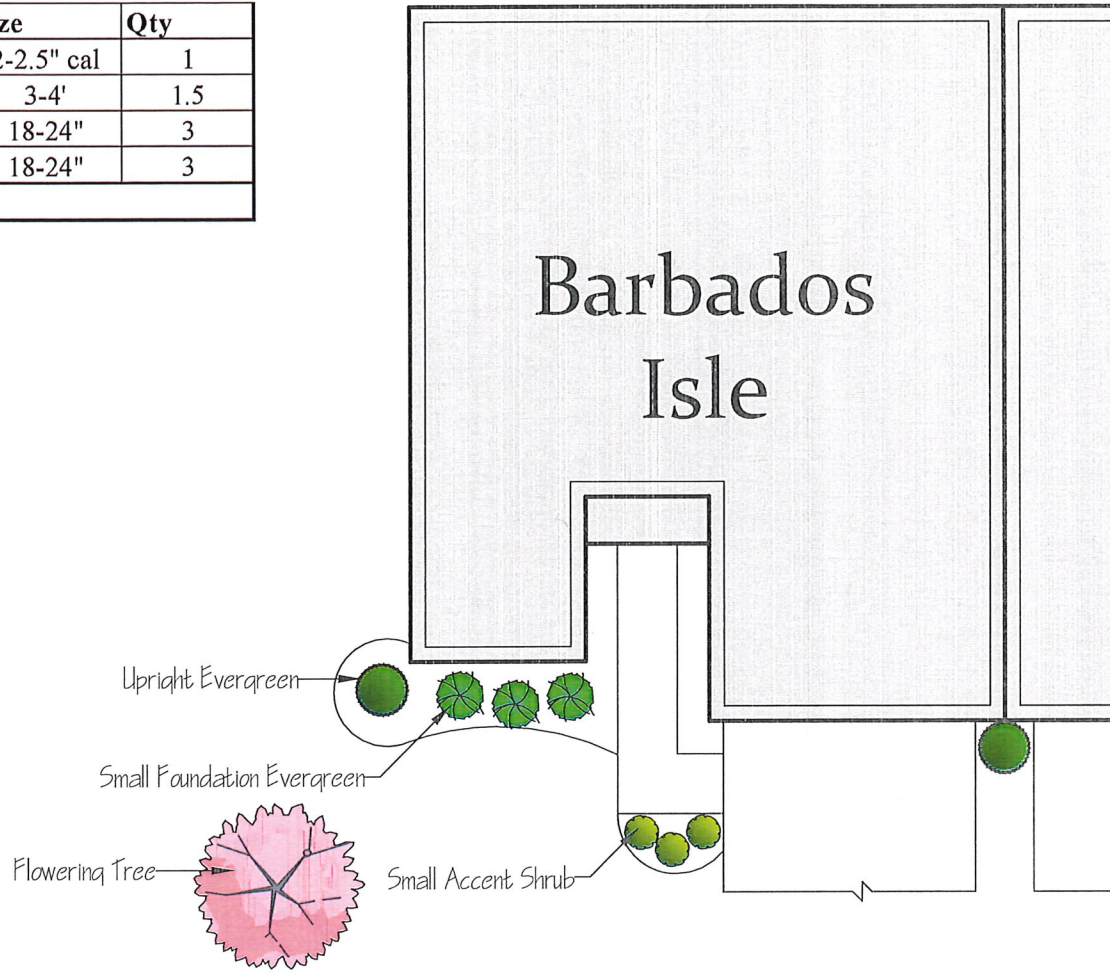 ze Qty
2-2.5" cal 1
3-4' 1.5
18-24" 3
18-24" 3
Barbados
Isle
Upright Evergreen
Small Foundation Evergreen
Flowering Tree
Small Accent Shrub